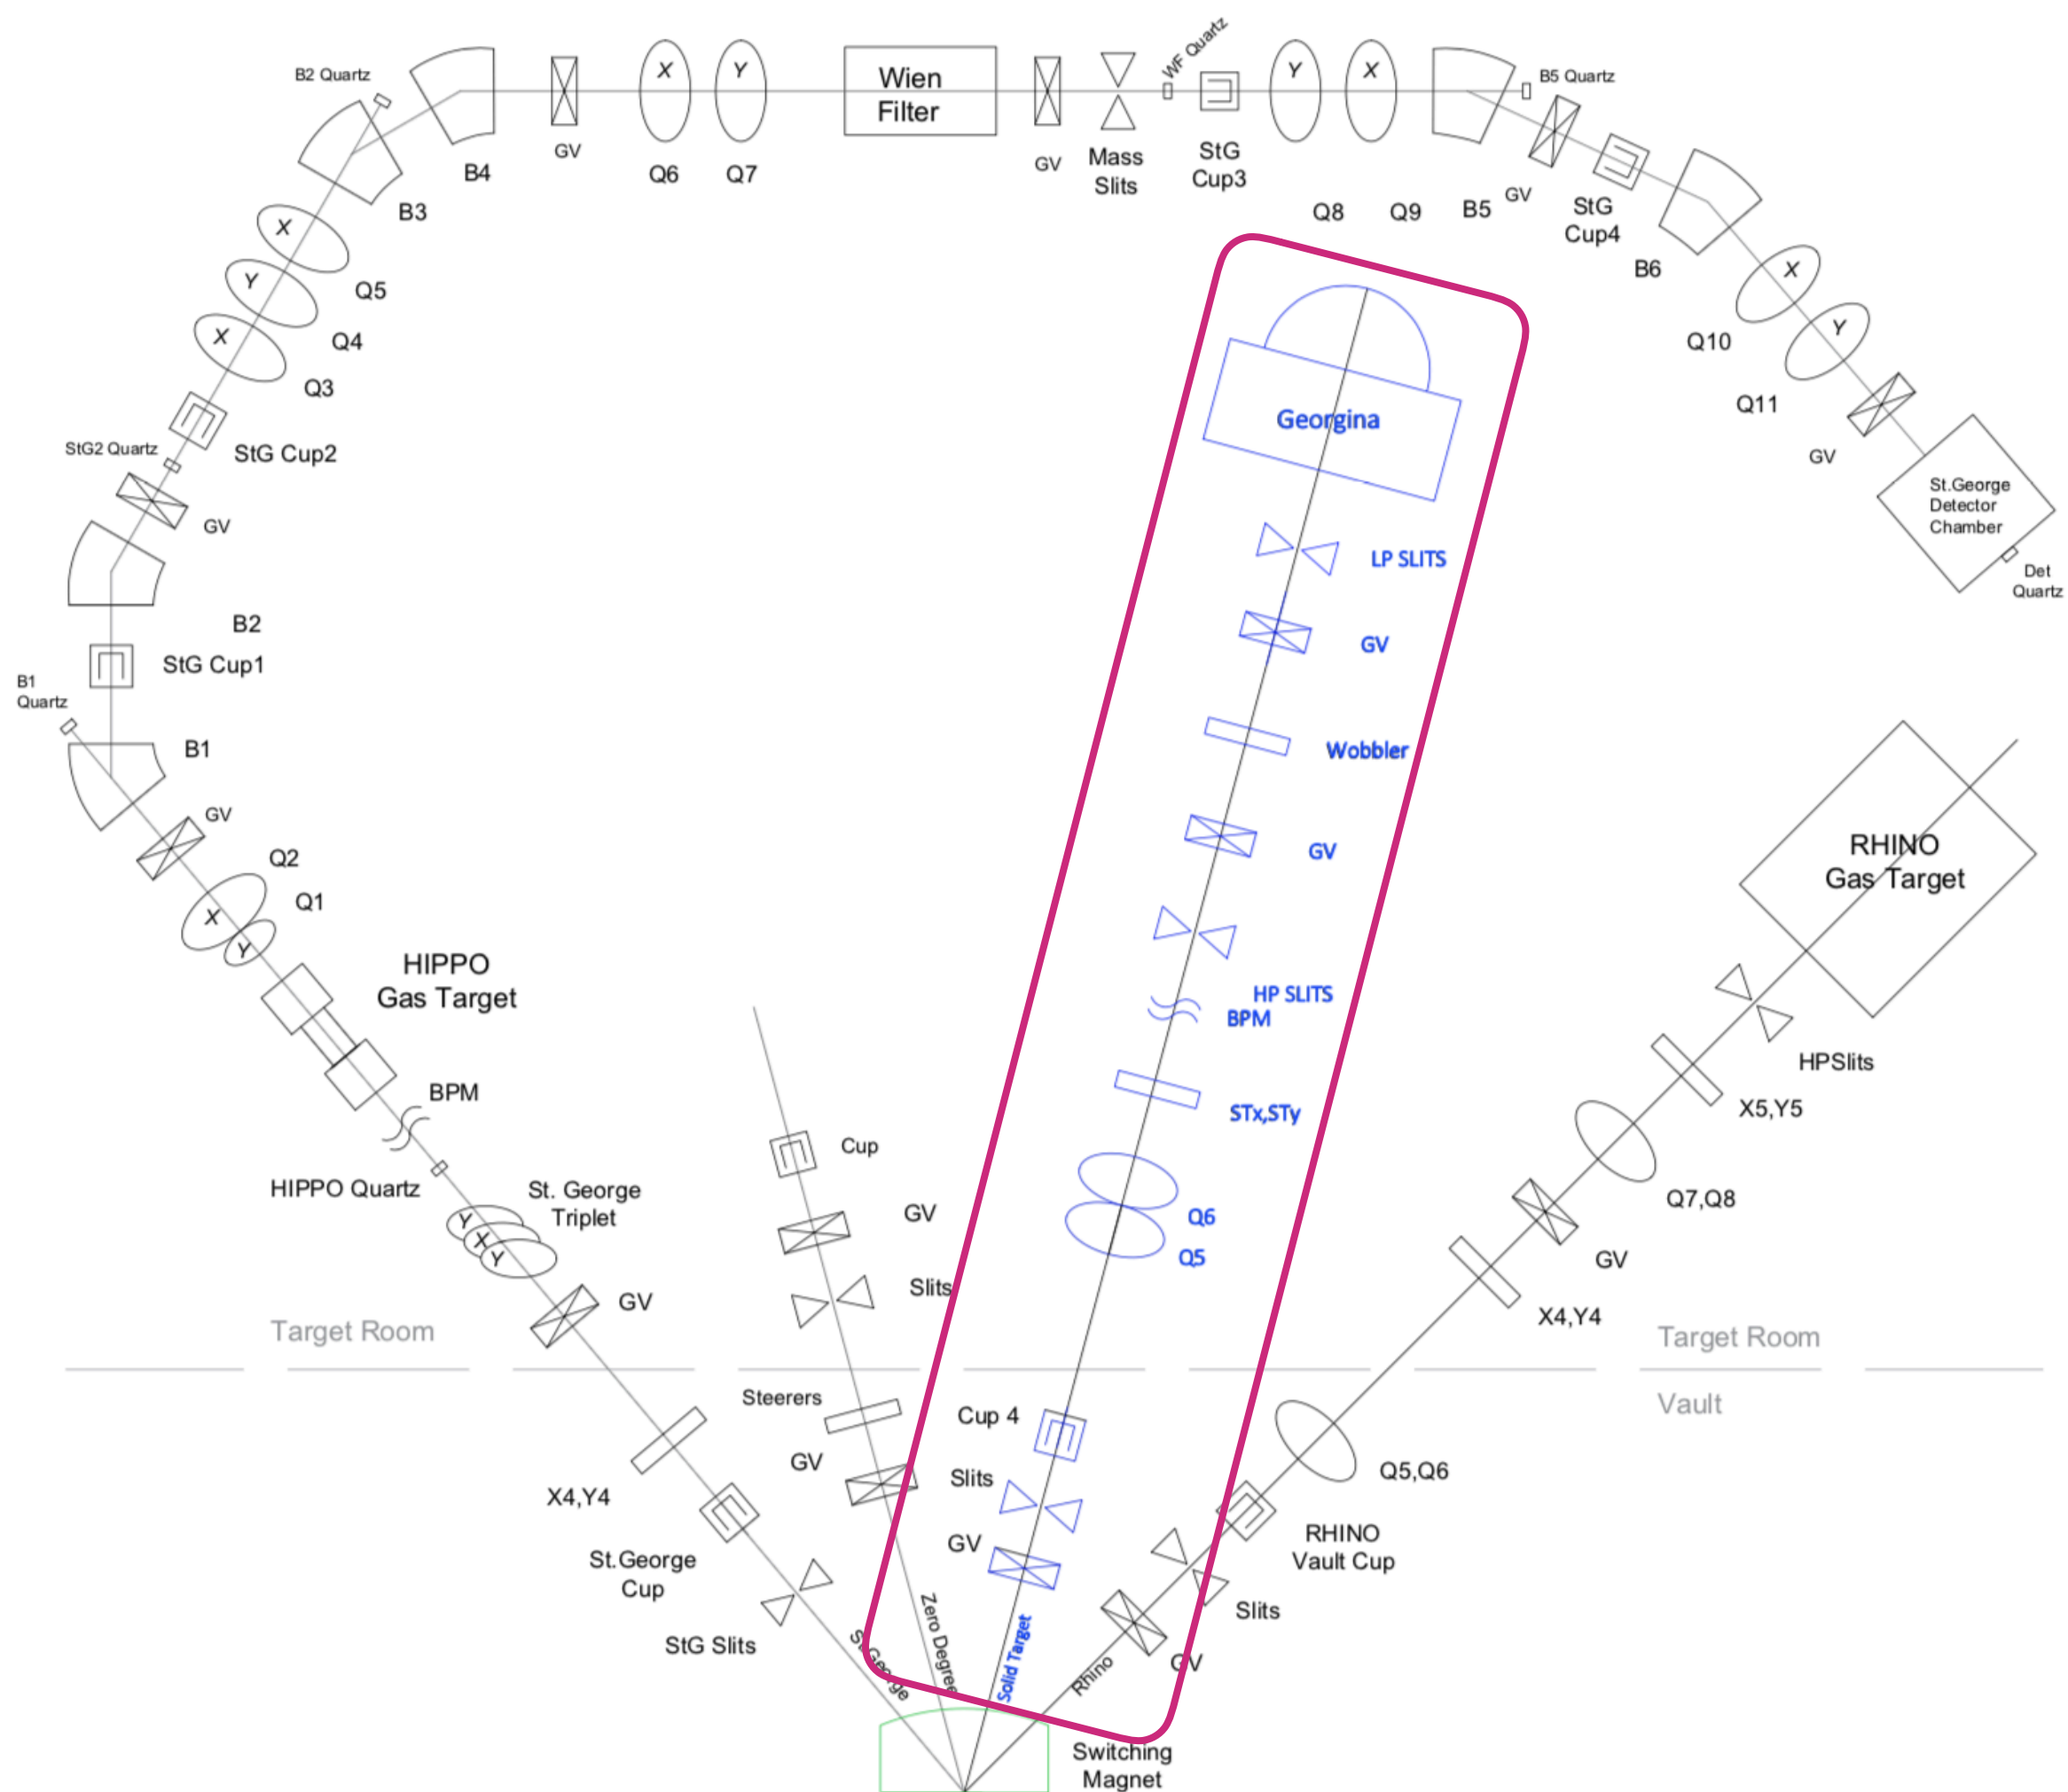 B2 Quartz
B4
B3
GV
X
Q6
Y
Q7
Wien
Filter
GV
Mass
Slits
WF Quartz
StG
Cup3
Y
Q8
X
Q9
B5
B5 Quartz
GV
StG
Cup4
B6
X
Q10
Y
Q11
GV
St.George
Detector
Chamber
Det
Quartz
X
Q5
Y
Q4
X
Q3
StG Cup2
StG2 Quartz
GV
B2
StG Cup1
B1
Quartz
B1
GV
Q2
X
Q1
Y
HIPPO
Gas Target
BPM
HIPPO Quartz
St. George
Triplet
Y
X
Y
GV
Target Room
X4,Y4
St.George
Cup
StG Slits
St.George
Cup
GV
Slits
Steerers
GV
Zero Degree
Georgina
LP SLITS
GV
Wobbler
GV
HP SLITS
BPM
STx,STy
Q6
Q5
Cup 4
Slits
GV
Solid Target
RHINO
Gas Target
HPSlits
X5,Y5
Q7,Q8
GV
X4,Y4
Target Room
Vault
Q5,Q6
RHINO
Vault Cup
Slits
GV
Rhino
Switching
Magnet